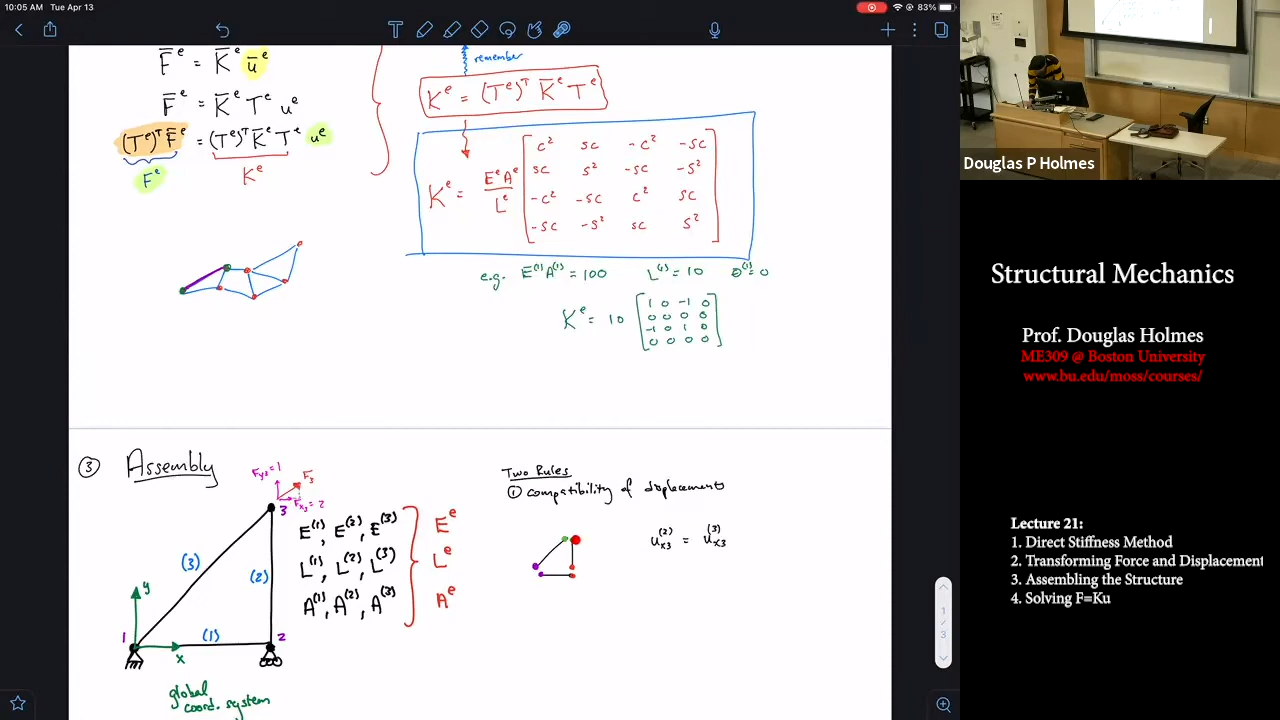 10:05 AM Tue Apr 13
83%
F̄ᵉ = K̄ᵉ ūᵉ
F̄ᵉ = K̄ᵉ Tᵉ uᵉ
(Tᵉ)ᵀ F̄ᵉ = (Tᵉ)ᵀ K̄ᵉ Tᵉ uᵉ
Fᵉ Kᵉ
remember
Kᵉ = (Tᵉ)ᵀ K̄ᵉ Tᵉ
Kᵉ = EᵉAᵉ/Lᵉ
c² sc -c² -sc
sc s² -sc -s²
-c² -sc c² sc
-sc -s² sc s²
e.g. E⁽¹⁾A⁽¹⁾ = 100 L⁽¹⁾ = 10 θ⁽¹⁾ = 0
Kᵉ = 10
1 0 -1 0
0 0 0 0
-1 0 1 0
0 0 0 0
③ Assembly
Fy3 = 1 F3
Fx3 = 2
3
(3) (2) (1)
1 2
y
x
global
coord. system
E⁽¹⁾, E⁽²⁾, E⁽³⁾ Eᵉ
L⁽¹⁾, L⁽²⁾, L⁽³⁾ Lᵉ
A⁽¹⁾, A⁽²⁾, A⁽³⁾ Aᵉ
Two Rules
① compatibility of displacements
uₓ₃⁽²⁾ = uₓ₃⁽³⁾
1
/
3
Douglas P Holmes
Structural Mechanics
Prof. Douglas Holmes
ME309 @ Boston University
www.bu.edu/moss/courses/
Lecture 21:
1. Direct Stiffness Method
2. Transforming Force and Displacement
3. Assembling the Structure
4. Solving F=Ku